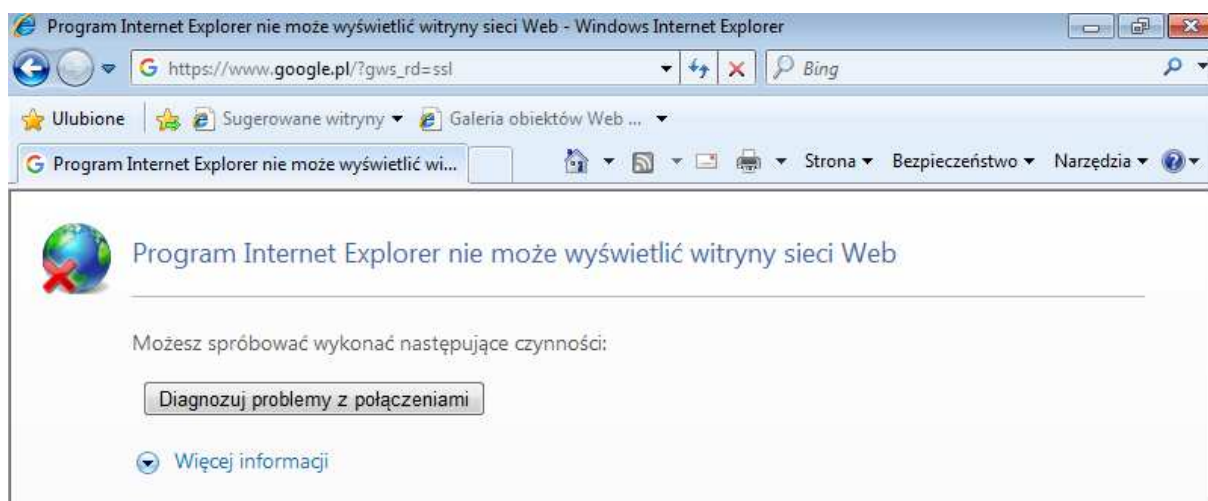 Program Internet Explorer nie może wyświetlić witryny sieci Web - Windows Internet Explorer
https://www.google.pl/?gws_rd=ssl Bing
Ulubione Sugerowane witryny Galeria obiektów Web ...
Program Internet Explorer nie może wyświetlić wi... Strona Bezpieczeństwo Narzędzia
Program Internet Explorer nie może wyświetlić witryny sieci Web
Możesz spróbować wykonać następujące czynności:
Diagnozuj problemy z połączeniami
Więcej informacji